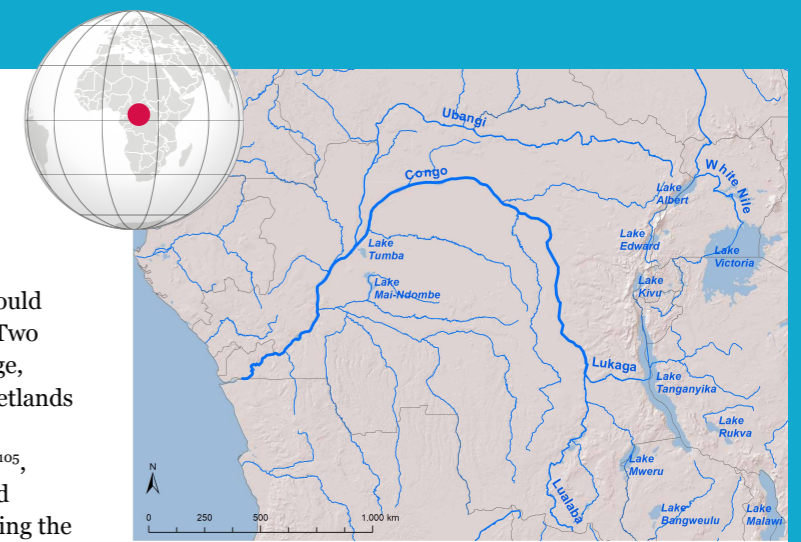 ould
Two
ge,
etlands
105,
d
ing the
Ubangi
Congo
White Nile
Lake
Albert
Lake
Edward
Lake
Victoria
Lake
Tumba
Lake
Mai-Ndombe
Lake
Kivu
Lukaga
Lake
Tanganyika
Lake
Rukva
Lake
Mweru
Lualaba
Lake
Bangweulu
Lake
Malawi
N
0 250 500 1.000 km